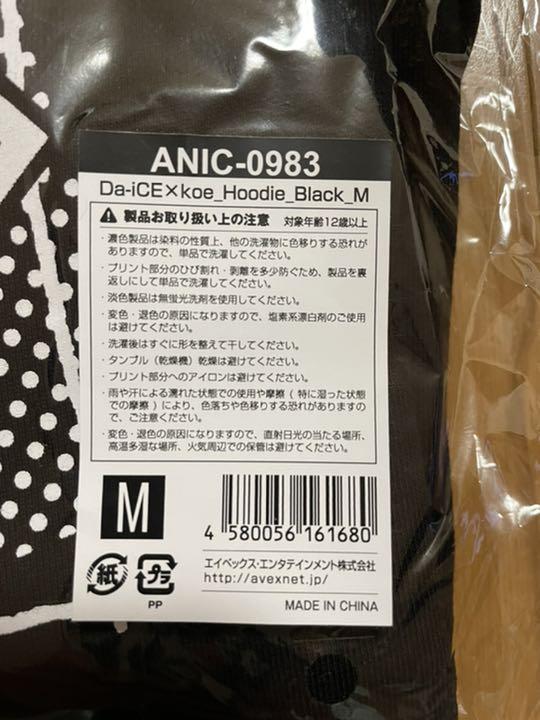 ANIC-0983
Da-iCE×koe_Hoodie_Black_M
製品お取り扱い上の注意 対象年齢12歳以上
・濃色製品は染料の性質上、他の洗濯物に色移りする恐れが
ありますので、単品で洗濯してください。
・プリント部分のひび割れ・剥離を多少防ぐため、製品を裏
返しにして単品で洗濯してください。
・淡色製品は無蛍光洗剤を使用してください。
・変色・退色の原因になりますので、塩素系漂白剤のご使用
は避けてください。
・洗濯後はすぐに形を整えて干してください。
・タンブル(乾燥機)乾燥は避けてください。
・プリント部分へのアイロンは避けてください。
・雨や汗による濡れた状態での使用や摩擦(特に湿った状態
での摩擦)により、色落ちや色移りする恐れがありますの
で、ご注意ください。
・変色・退色の原因になりますので、直射日光の当たる場所、
高温多湿な場所、火気周辺での保管は避けてください。
M
4 580056 161680
紙
プラ
PP
エイベックス・エンタテインメント株式会社
http://avexnet.jp/
MADE IN CHINA